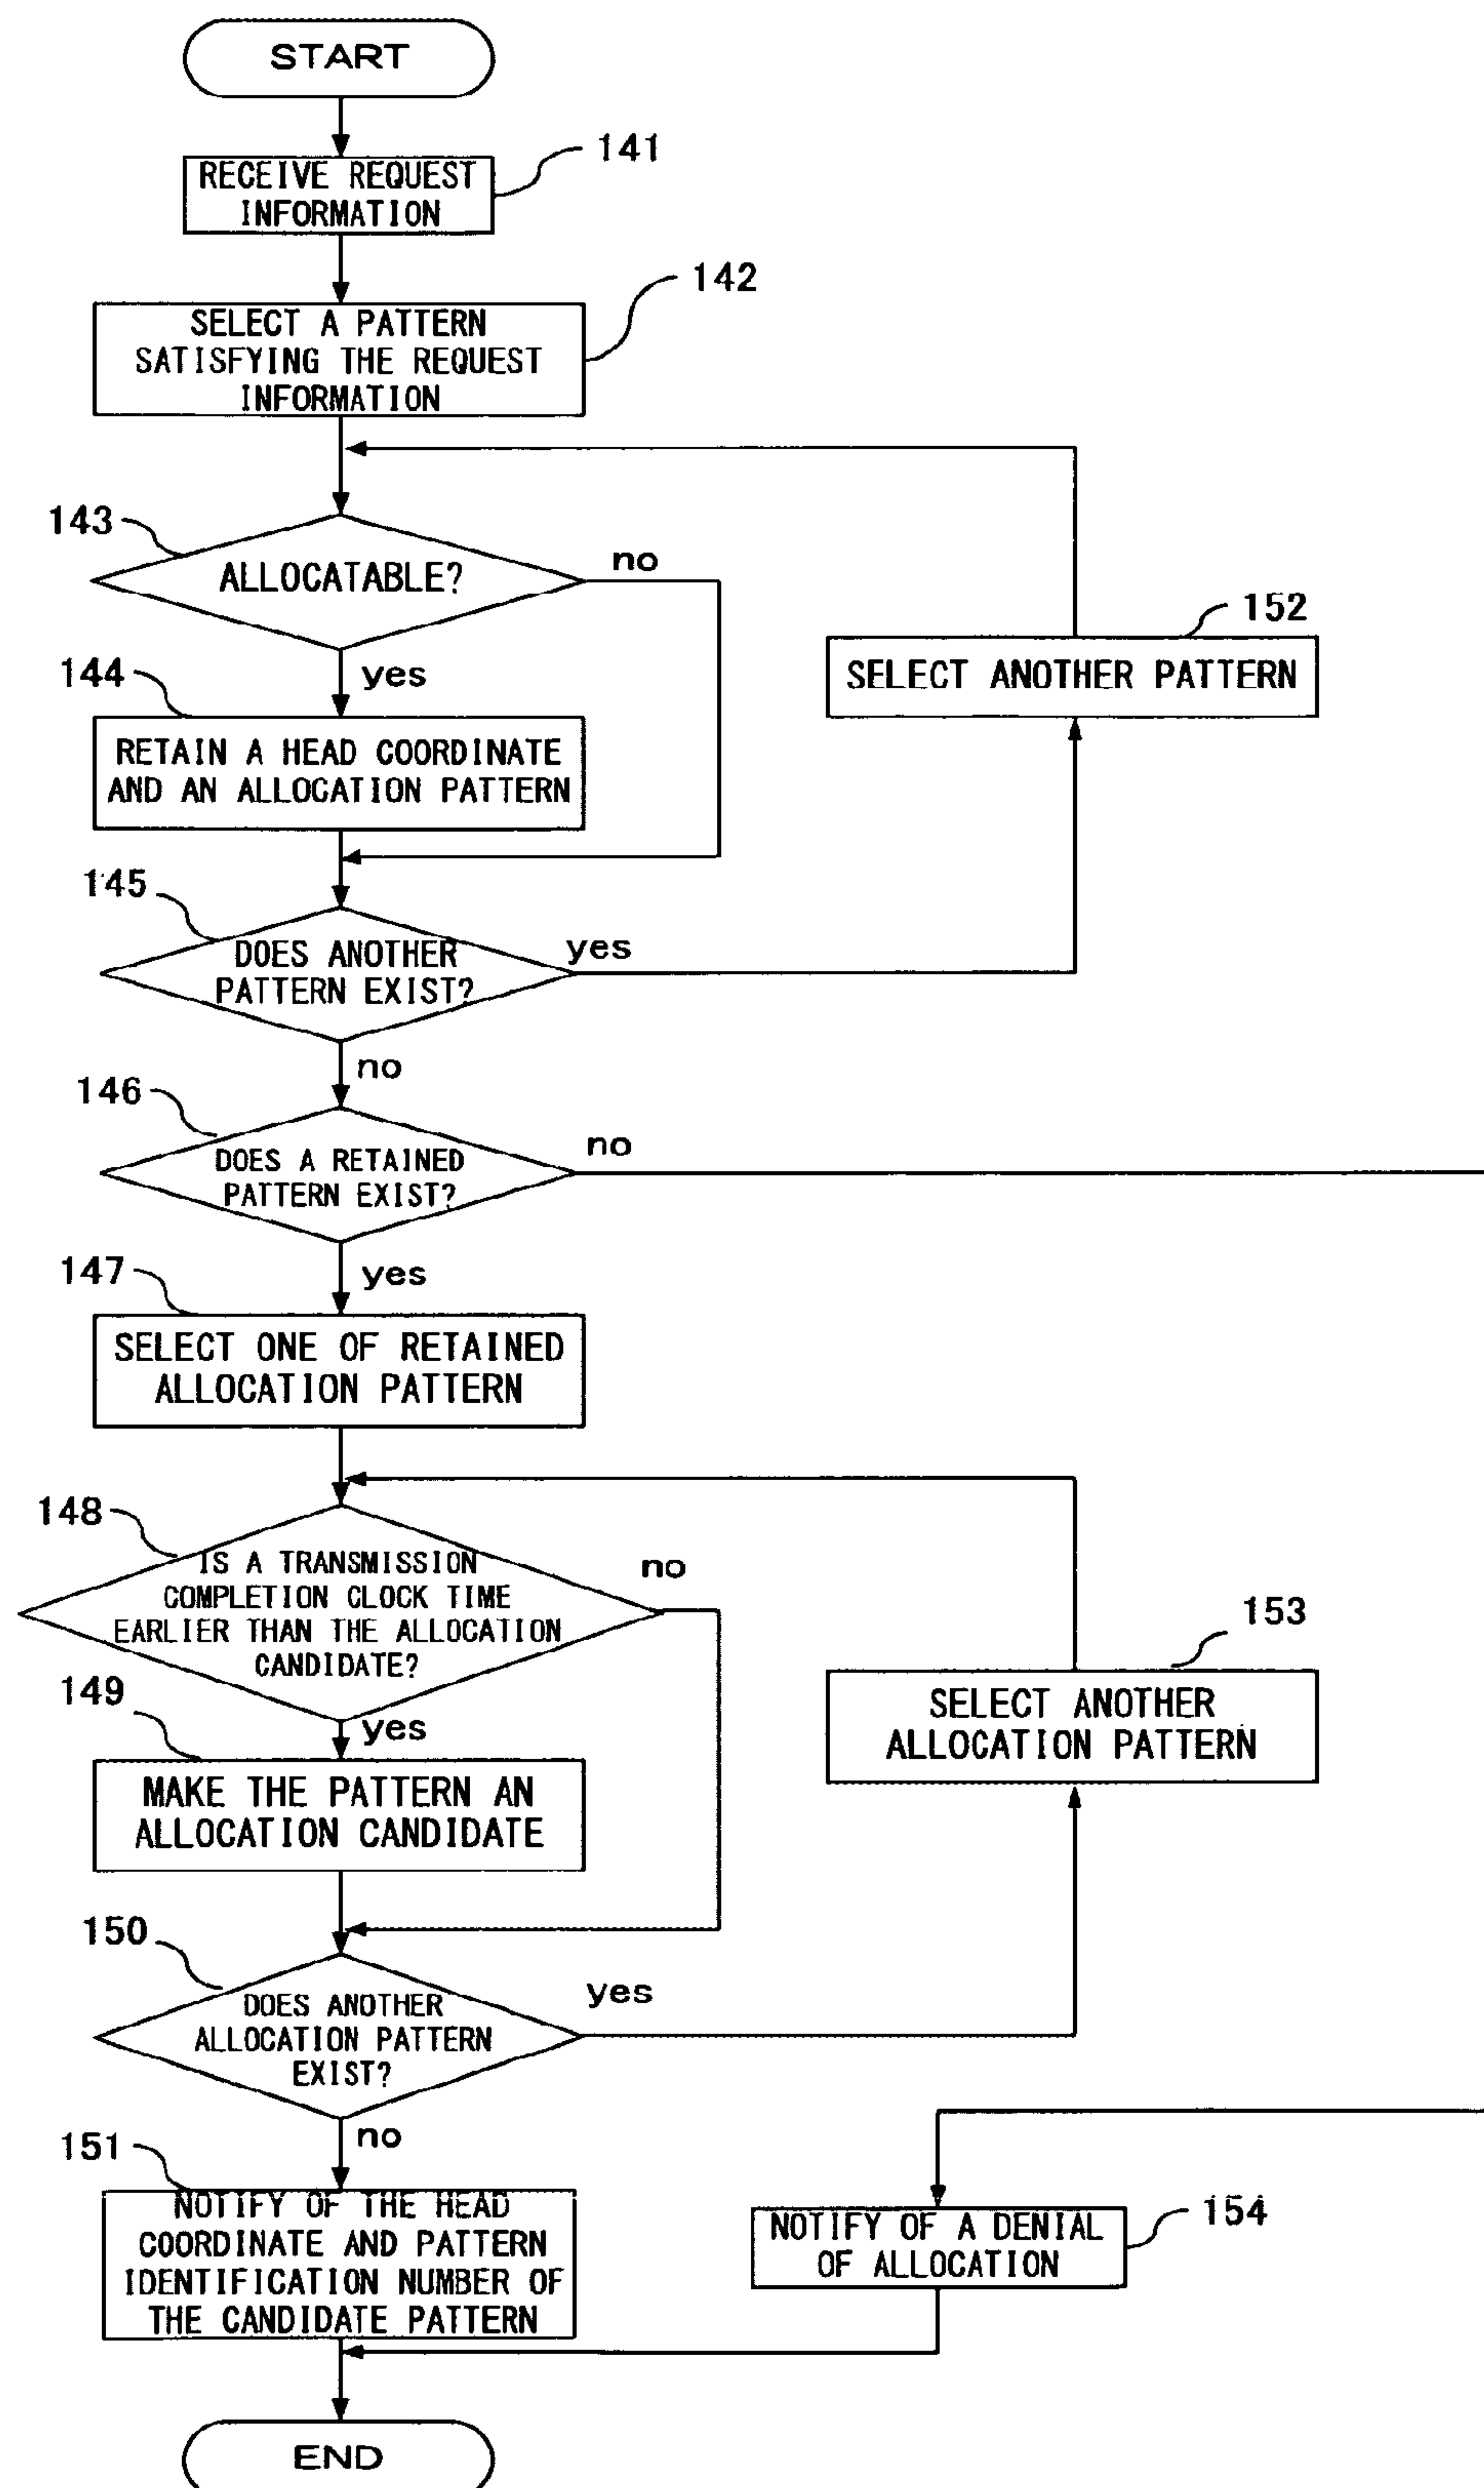 START
141
RECEIVE REQUEST
INFORMATION
142
SELECT A PATTERN
SATISFYING THE REQUEST
INFORMATION
143
ALLOCATABLE?
no
yes
152
SELECT ANOTHER PATTERN
144
RETAIN A HEAD COORDINATE
AND AN ALLOCATION PATTERN
145
DOES ANOTHER
PATTERN EXIST?
yes
no
146
DOES A RETAINED
PATTERN EXIST?
no
yes
147
SELECT ONE OF RETAINED
ALLOCATION PATTERN
148
IS A TRANSMISSION
COMPLETION CLOCK TIME
EARLIER THAN THE ALLOCATION
CANDIDATE?
no
yes
153
SELECT ANOTHER
ALLOCATION PATTERN
149
MAKE THE PATTERN AN
ALLOCATION CANDIDATE
150
DOES ANOTHER
ALLOCATION PATTERN
EXIST?
yes
no
151
NOTIFY OF THE HEAD
COORDINATE AND PATTERN
IDENTIFICATION NUMBER OF
THE CANDIDATE PATTERN
154
NOTIFY OF A DENIAL
OF ALLOCATION
END